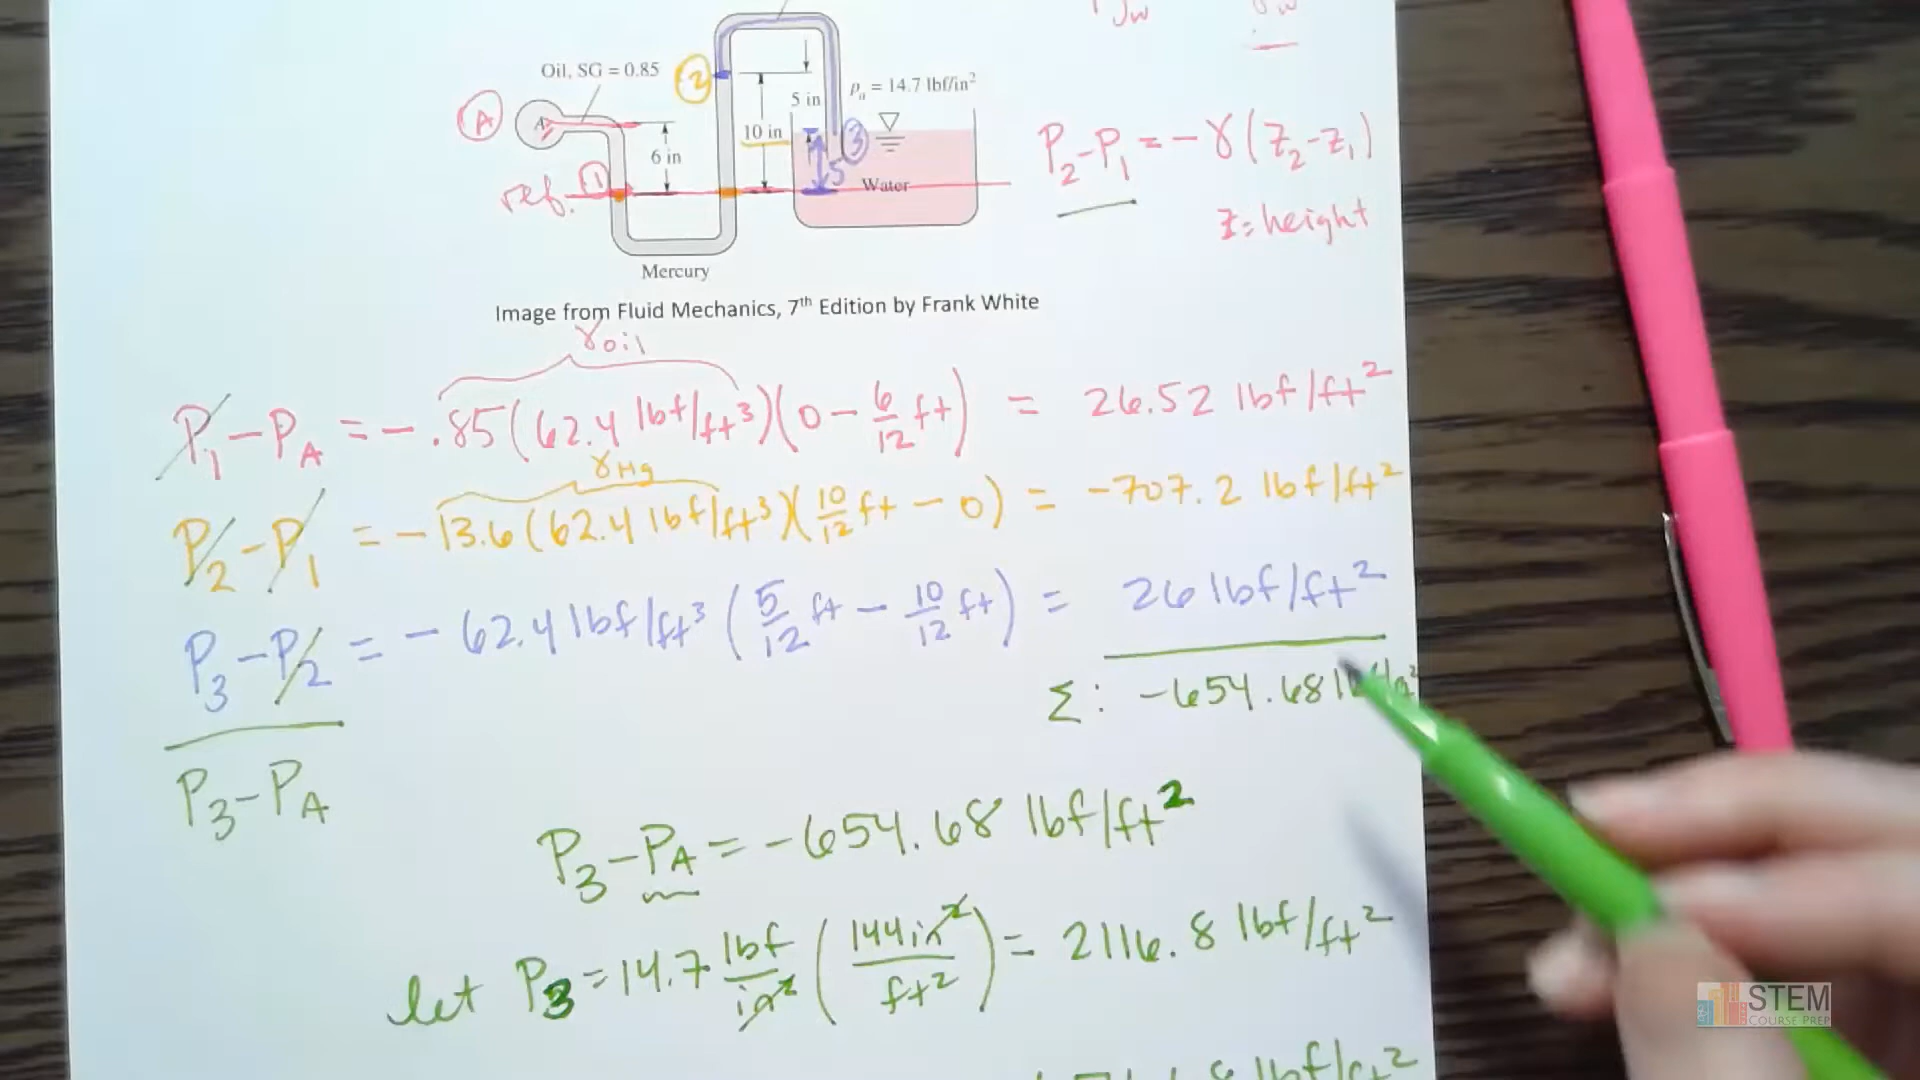 γw
Oil, SG = 0.85
2
A
A
5 in
pa = 14.7 lbf/in²
10 in
3
6 in
5
ref.
1
Water
P2-P1 = -γ(z2-z1)
z = height
Mercury
Image from Fluid Mechanics, 7th Edition by Frank White
γoil
P1-PA = -.85(62.4 lbf/ft³)(0 - 6/12 ft) = 26.52 lbf/ft²
γHg
P2-P1 = -13.6(62.4 lbf/ft³)(10/12 ft - 0) = -707.2 lbf/ft²
P3-P2 = -62.4 lbf/ft³ (5/12 ft - 10/12 ft) = 26 lbf/ft²
Σ: -654.68
P3-PA
P3-PA = -654.68 lbf/ft²
let P3 = 14.7 lbf/in² (144 in²/ft²) = 2116.8 lbf/ft²
lbf/ft²
STEM
COURSE PREP